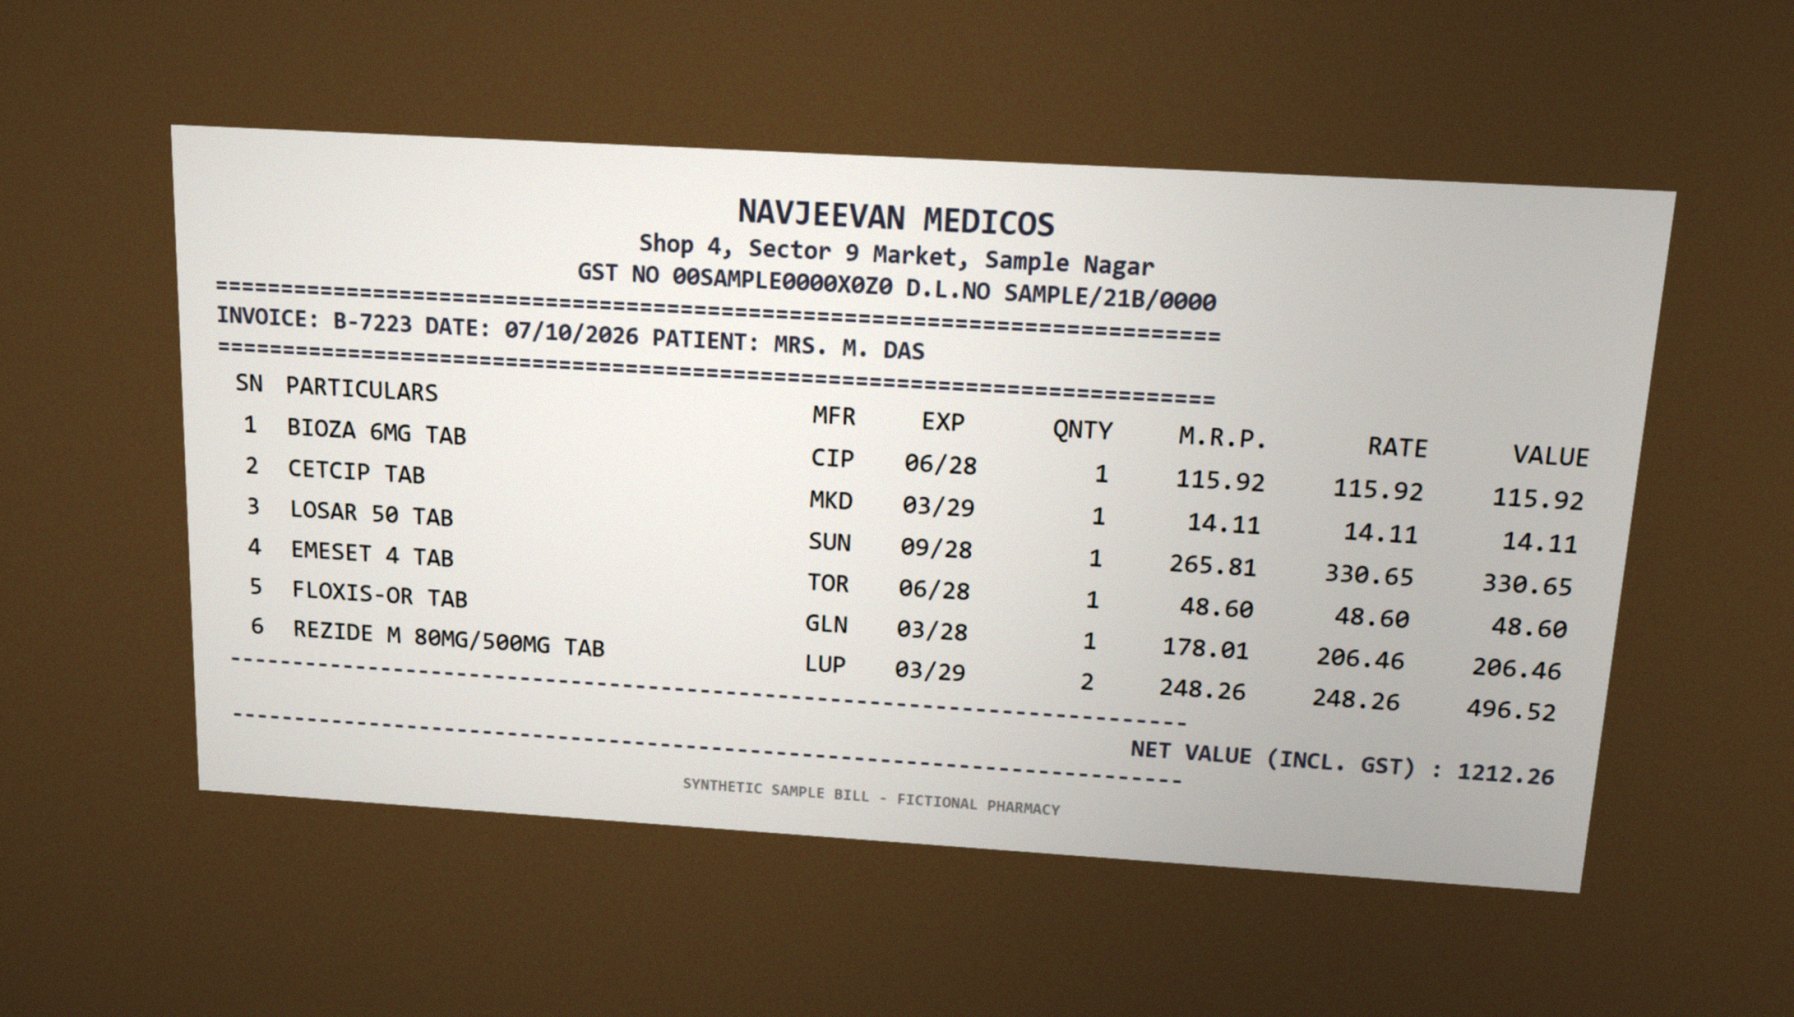 NAVJEEVAN MEDICOS
Shop 4, Sector 9 Market, Sample Nagar
GST NO 00SAMPLE0000X0Z0 D.L.NO SAMPLE/21B/0000
INVOICE: B-7223 DATE: 07/10/2026 PATIENT: MRS. M. DAS
SN PARTICULARS MFR EXP QNTY M.R.P. RATE VALUE
1 BIOZA 6MG TAB CIP 06/28 1 115.92 115.92 115.92
2 CETCIP TAB MKD 03/29 1 14.11 14.11 14.11
3 LOSAR 50 TAB SUN 09/28 1 265.81 330.65 330.65
4 EMESET 4 TAB TOR 06/28 1 48.60 48.60 48.60
5 FLOXIS-OR TAB GLN 03/28 1 178.01 206.46 206.46
6 REZIDE M 80MG/500MG TAB LUP 03/29 2 248.26 248.26 496.52
NET VALUE (INCL. GST) : 1212.26
SYNTHETIC SAMPLE BILL - FICTIONAL PHARMACY